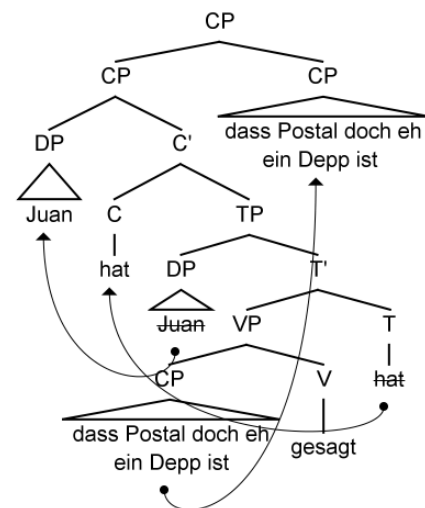 CP
CP CP
DP C' dass Postal doch eh
ein Depp ist
Juan C TP
hat DP T'
Juan VP T
CP V hat
dass Postal doch eh gesagt
ein Depp ist